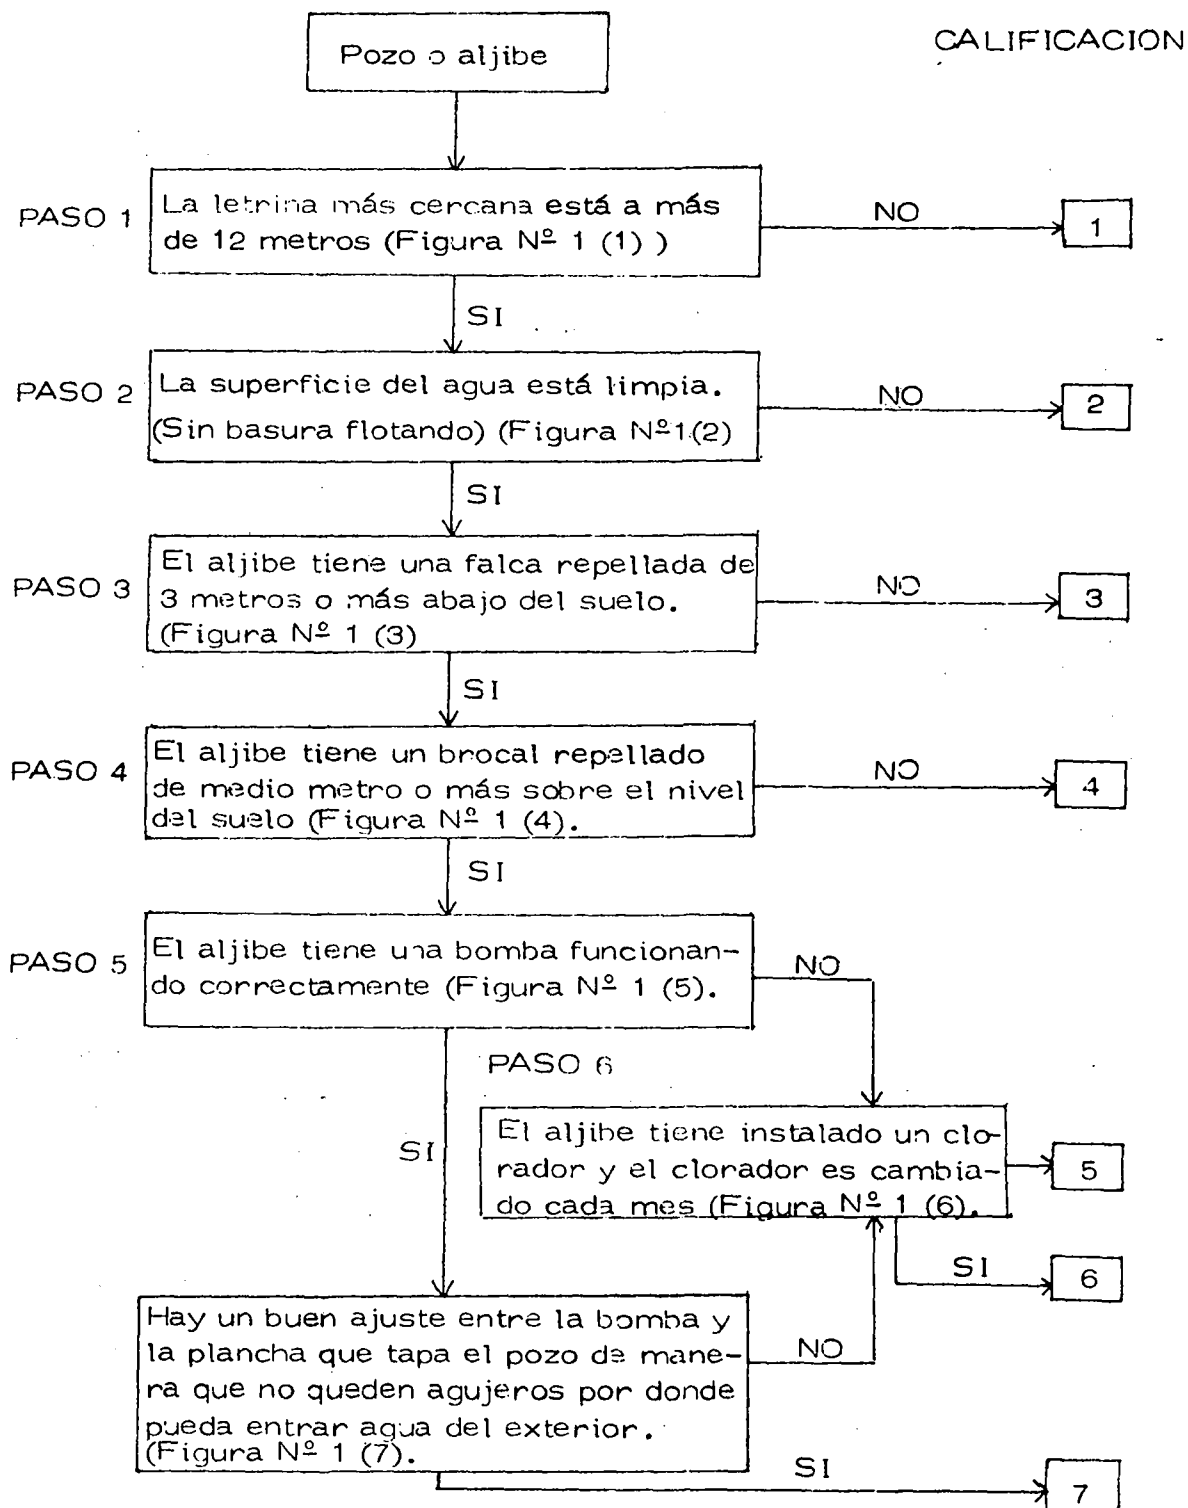 CALIFICACION
Pozo o aljibe
PASO 1
La letrina más cercana está a más
de 12 metros (Figura Nº 1 (1) )
NO
1
SI
PASO 2
La superficie del agua está limpia.
(Sin basura flotando) (Figura Nº1.(2)
NO
2
SI
PASO 3
El aljibe tiene una falca repellada de
3 metros o más abajo del suelo.
(Figura Nº 1 (3)
NO
3
SI
PASO 4
El aljibe tiene un brocal repellado
de medio metro o más sobre el nivel
del suelo (Figura Nº 1 (4).
NO
4
SI
PASO 5
El aljibe tiene una bomba funcionan-
do correctamente (Figura Nº 1 (5).
NO
PASO 6
El aljibe tiene instalado un clo-
rador y el clorador es cambia-
do cada mes (Figura Nº 1 (6).
5
SI
SI
6
Hay un buen ajuste entre la bomba y
la plancha que tapa el pozo de mane-
ra que no queden agujeros por donde
pueda entrar agua del exterior.
(Figura Nº 1 (7).
NO
SI
7